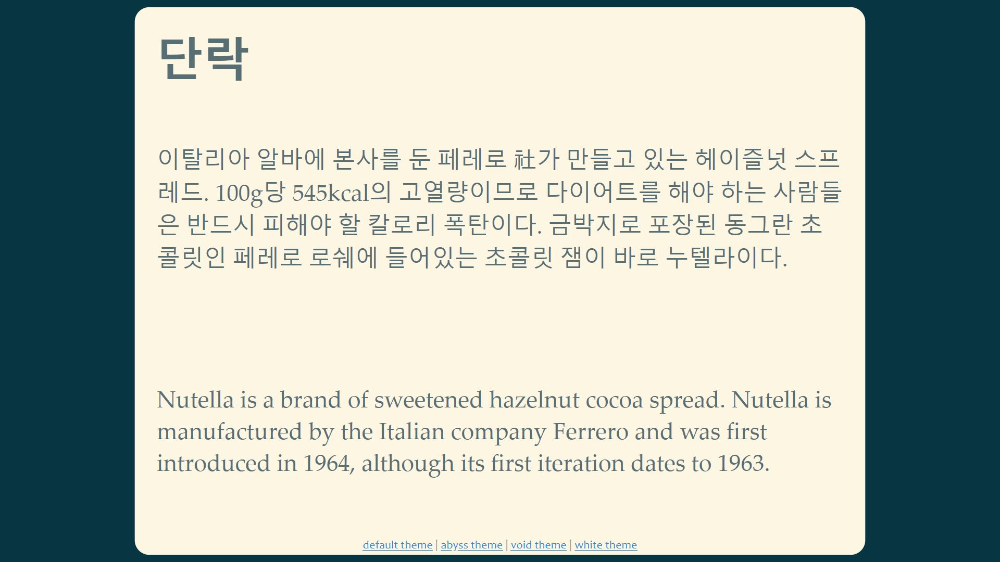 단락
이탈리아 알바에 본사를 둔 페레로 社가 만들고 있는 헤이즐넛 스프
레드. 100g당 545kcal의 고열량이므로 다이어트를 해야 하는 사람들
은 반드시 피해야 할 칼로리 폭탄이다. 금박지로 포장된 동그란 초
콜릿인 페레로 로쉐에 들어있는 초콜릿 잼이 바로 누텔라이다.
Nutella is a brand of sweetened hazelnut cocoa spread. Nutella is
manufactured by the Italian company Ferrero and was first
introduced in 1964, although its first iteration dates to 1963.
default theme | abyss theme | void theme | white theme